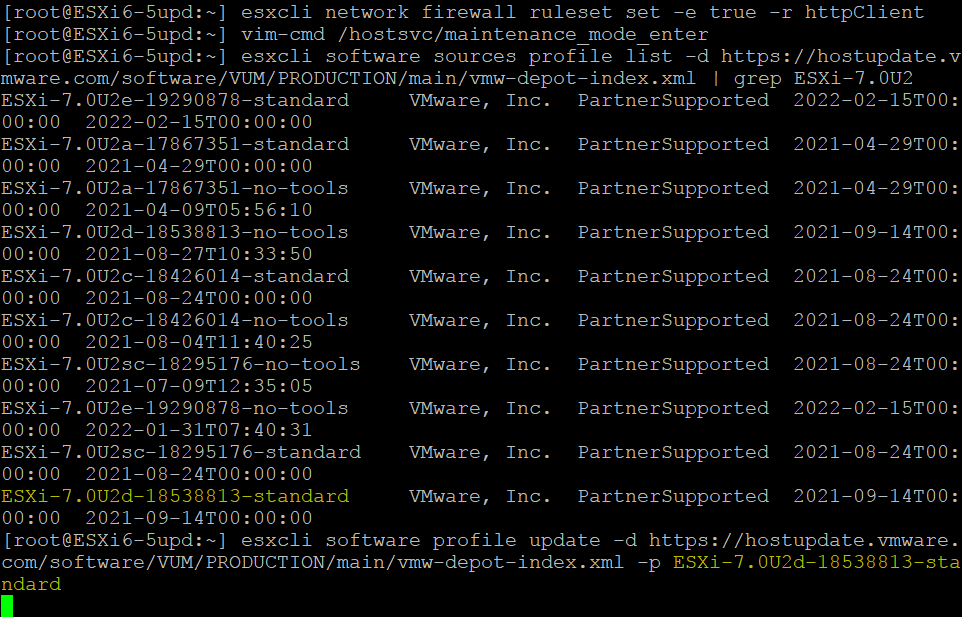 [root@ESXi6-5upd:~] esxcli network firewall ruleset set -e true -r httpClient
[root@ESXi6-5upd:~] vim-cmd /hostsvc/maintenance_mode_enter
[root@ESXi6-5upd:~] esxcli software sources profile list -d https://hostupdate.v
mware.com/software/VUM/PRODUCTION/main/vmw-depot-index.xml | grep ESXi-7.0U2
ESXi-7.0U2e-19290878-standard     VMware, Inc.  PartnerSupported  2022-02-15T00:
00:00  2022-02-15T00:00:00
ESXi-7.0U2a-17867351-standard     VMware, Inc.  PartnerSupported  2021-04-29T00:
00:00  2021-04-29T00:00:00
ESXi-7.0U2a-17867351-no-tools     VMware, Inc.  PartnerSupported  2021-04-29T00:
00:00  2021-04-09T05:56:10
ESXi-7.0U2d-18538813-no-tools     VMware, Inc.  PartnerSupported  2021-09-14T00:
00:00  2021-08-27T10:33:50
ESXi-7.0U2c-18426014-standard     VMware, Inc.  PartnerSupported  2021-08-24T00:
00:00  2021-08-24T00:00:00
ESXi-7.0U2c-18426014-no-tools     VMware, Inc.  PartnerSupported  2021-08-24T00:
00:00  2021-08-04T11:40:25
ESXi-7.0U2sc-18295176-no-tools    VMware, Inc.  PartnerSupported  2021-08-24T00:
00:00  2021-07-09T12:35:05
ESXi-7.0U2e-19290878-no-tools     VMware, Inc.  PartnerSupported  2022-02-15T00:
00:00  2022-01-31T07:40:31
ESXi-7.0U2sc-18295176-standard    VMware, Inc.  PartnerSupported  2021-08-24T00:
00:00  2021-08-24T00:00:00
ESXi-7.0U2d-18538813-standard     VMware, Inc.  PartnerSupported  2021-09-14T00:
00:00  2021-09-14T00:00:00
[root@ESXi6-5upd:~] esxcli software profile update -d https://hostupdate.vmware.
com/software/VUM/PRODUCTION/main/vmw-depot-index.xml -p ESXi-7.0U2d-18538813-sta
ndard